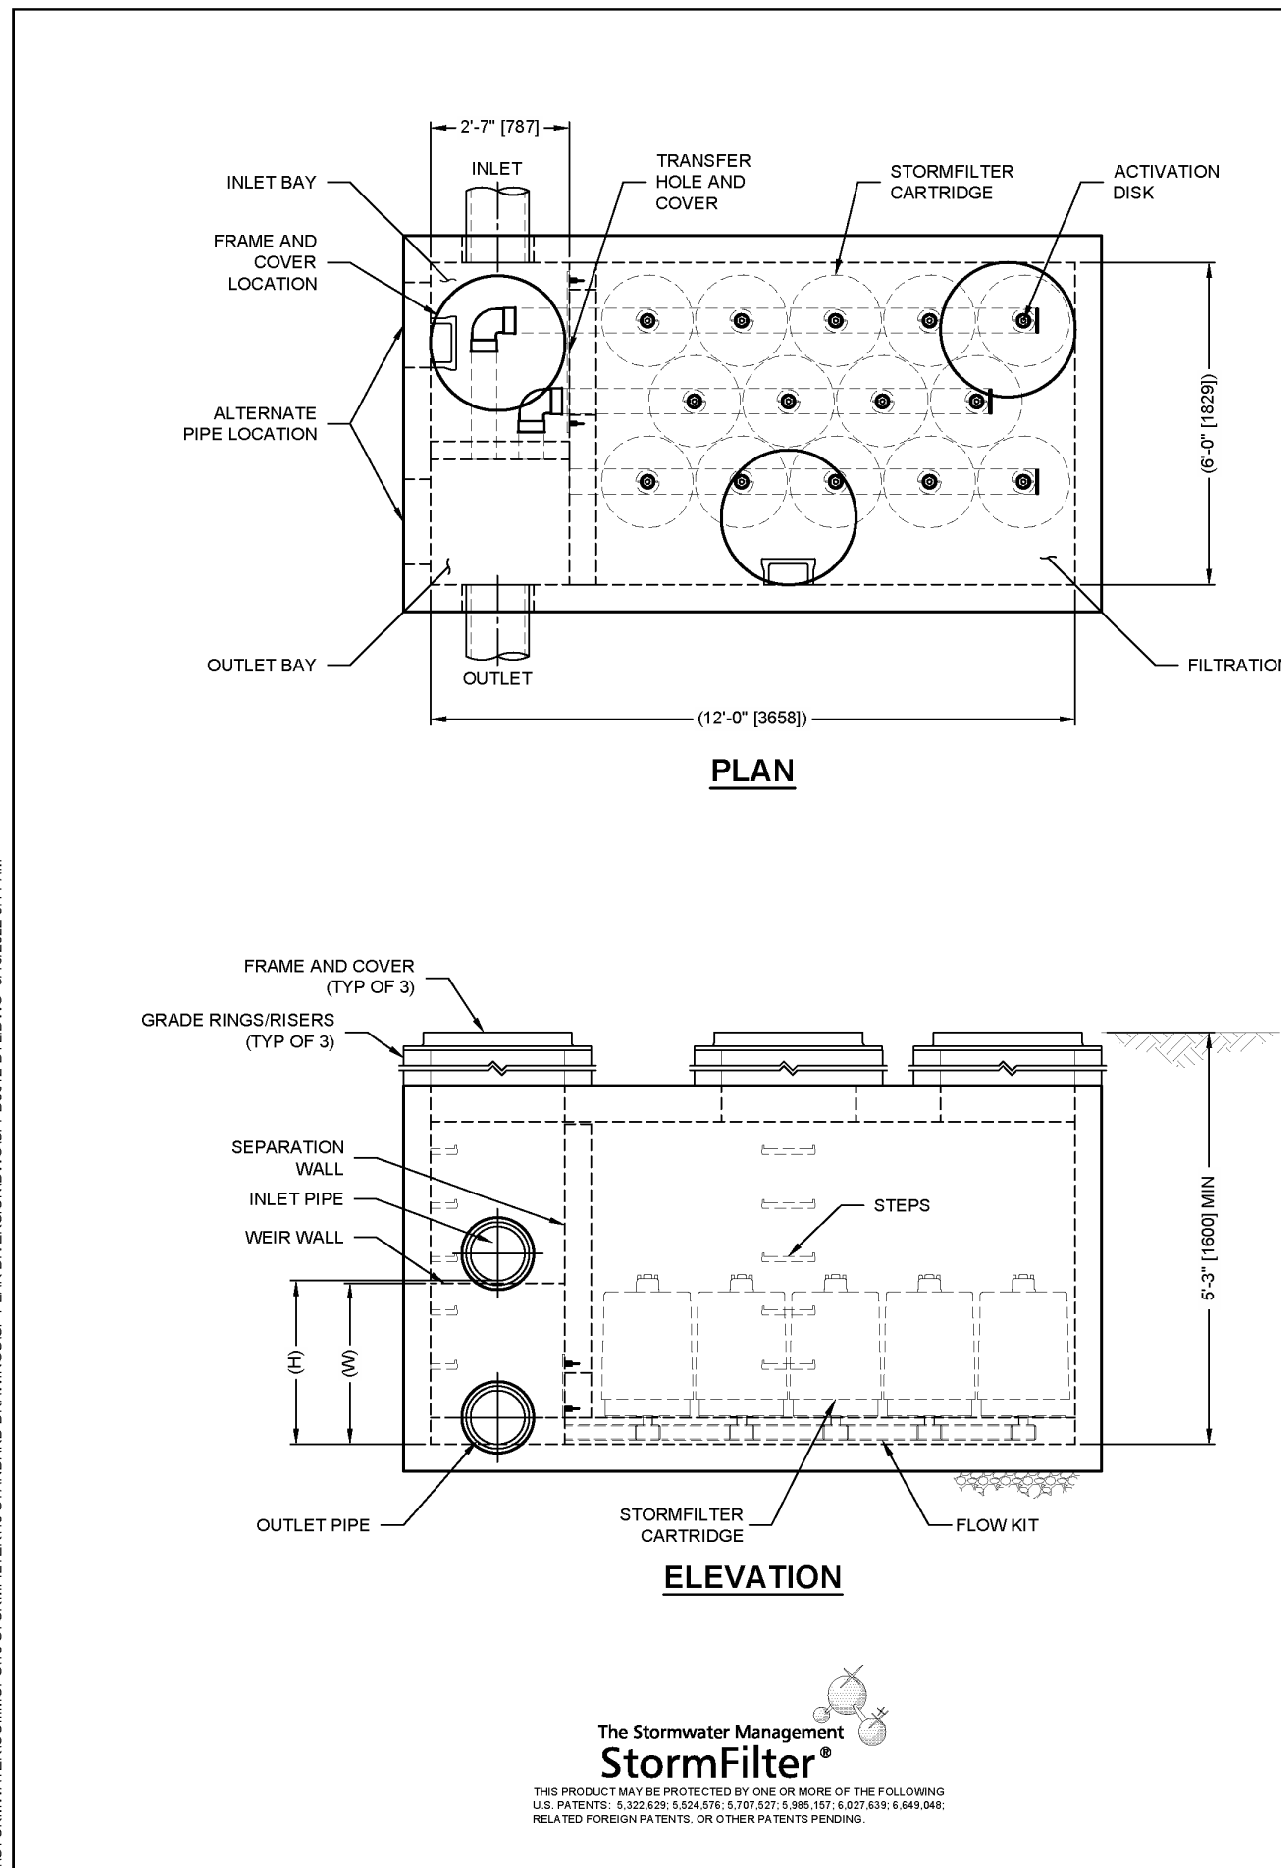 2'-7" [787]
INLET
TRANSFER
HOLE AND
COVER
STORMFILTER
CARTRIDGE
ACTIVATION
DISK
INLET BAY
FRAME AND
COVER
LOCATION
ALTERNATE
PIPE LOCATION
(6'-0" [1829])
OUTLET BAY
OUTLET
FILTRATION
(12'-0" [3658])
PLAN
FRAME AND COVER
(TYP OF 3)
GRADE RINGS/RISERS
(TYP OF 3)
SEPARATION
WALL
INLET PIPE
WEIR WALL
STEPS
(H)
(W)
5'-3" [1600] MIN
OUTLET PIPE
STORMFILTER
CARTRIDGE
FLOW KIT
ELEVATION
The Stormwater Management
StormFilter®
THIS PRODUCT MAY BE PROTECTED BY ONE OR MORE OF THE FOLLOWING
U.S. PATENTS: 5,322,629; 5,524,576; 5,707,527; 5,985,157; 6,027,639; 6,649,048;
RELATED FOREIGN PATENTS, OR OTHER PATENTS PENDING.